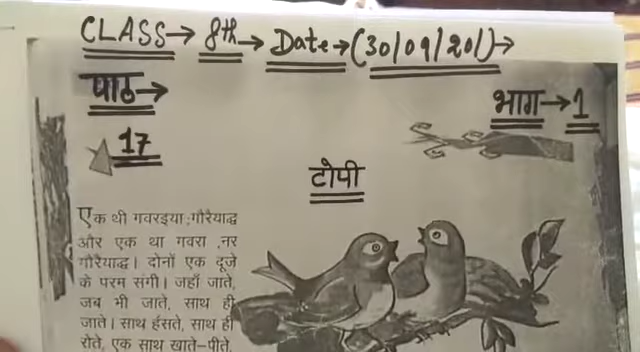 CLASS→ 8th→ Date→(30/09/20/)→
पाठ→
भाग→1
17
टोपी
एक थी गवरइया ;गौरैयाद्ध
और एक था गवरा ,नर
गौरैयाद्ध। दोनों एक दूजे
के परम संगी। जहाँ जाते,
जब भी जाते, साथ ही
जाते। साथ हँसते, साथ ही
रोते, एक साथ खाते-पीते,